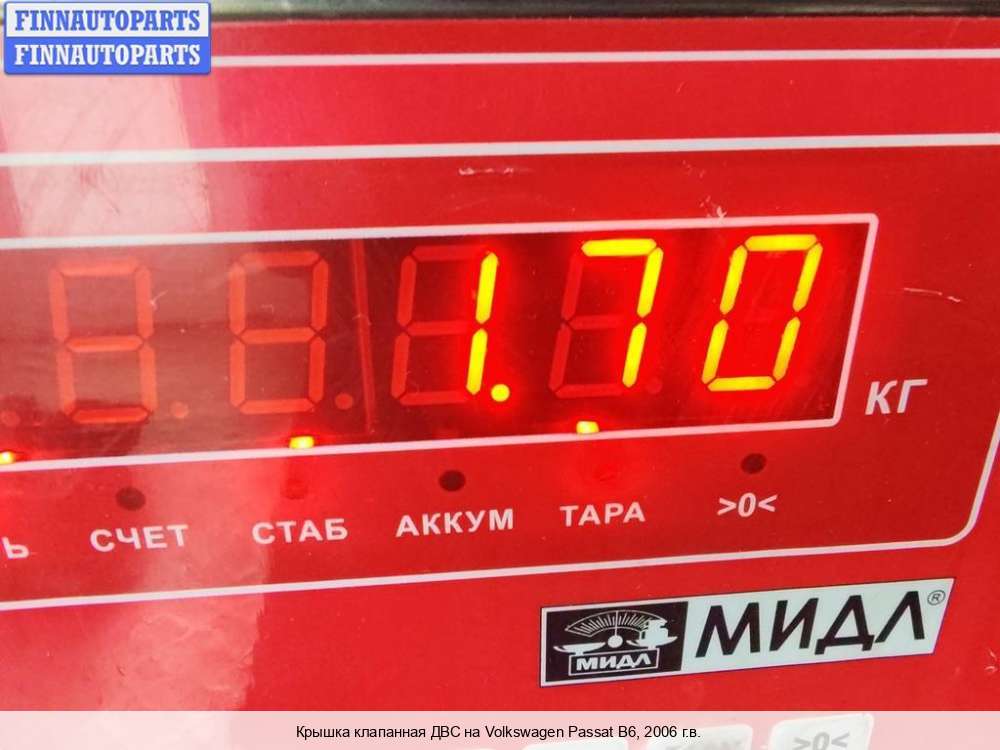 FINNAUTOPARTS
FINNAUTOPARTS
1.70
КГ
Ь СЧЕТ СТАБ АККУМ ТАРА >0<
МИДЛ МИДЛ®
Крышка клапанная ДВС на Volkswagen Passat B6, 2006 г.в.
>0<